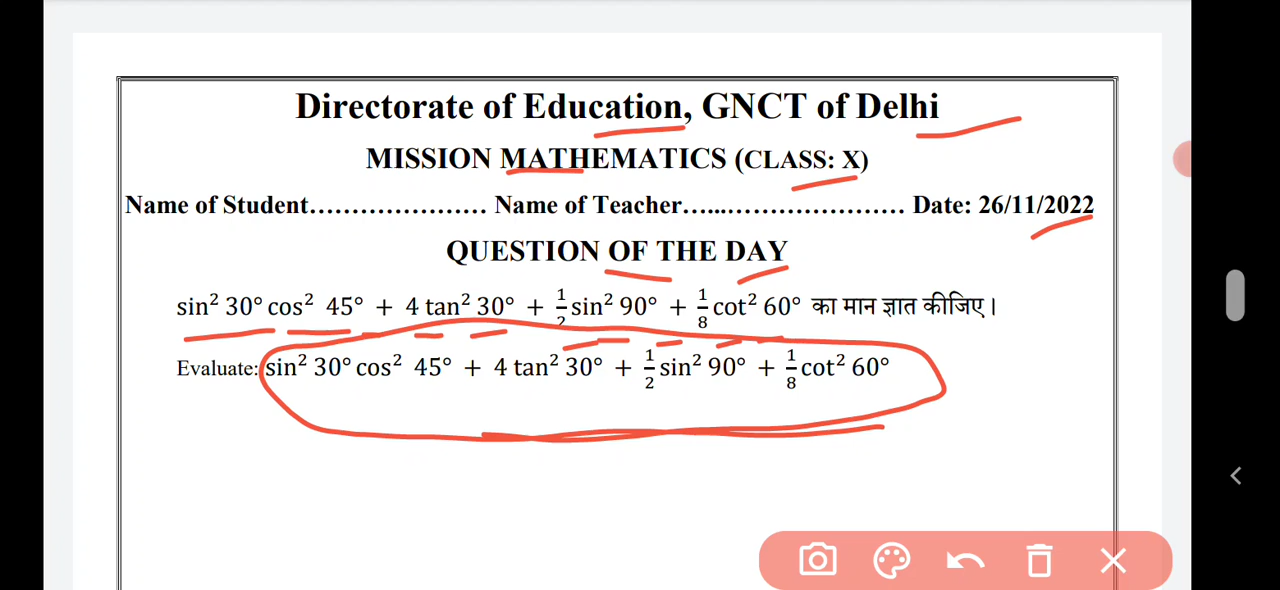 Directorate of Education, GNCT of Delhi
MISSION MATHEMATICS (CLASS: X)
Name of Student..................... Name of Teacher......................... Date: 26/11/2022
QUESTION OF THE DAY
sin² 30° cos² 45° + 4 tan² 30° + 1/2 sin² 90° + 1/8 cot² 60° का मान ज्ञात कीजिए।
Evaluate: sin² 30° cos² 45° + 4 tan² 30° + 1/2 sin² 90° + 1/8 cot² 60°